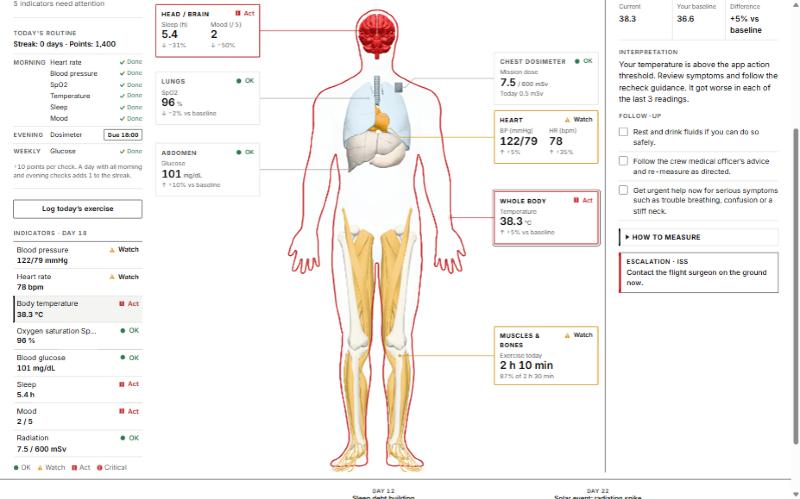 5 indicators need attention
TODAY'S ROUTINE
Streak: 0 days · Points: 1,400
MORNING Heart rate ✓ Done
Blood pressure ✓ Done
SpO2 ✓ Done
Temperature ✓ Done
Sleep ✓ Done
Mood ✓ Done
EVENING Dosimeter Due 18:00
WEEKLY Glucose ✓ Done
+10 points per check. A day with all morning
and evening checks adds 1 to the streak.
Log today's exercise
INDICATORS · DAY 18
Blood pressure Watch
122/79 mmHg
Heart rate Watch
78 bpm
Body temperature Act
38.3 °C
Oxygen saturation Sp... OK
96 %
Blood glucose OK
101 mg/dL
Sleep Act
5.4 h
Mood Act
2 / 5
Radiation OK
7.5 / 600 mSv
OK Watch Act Critical
HEAD / BRAIN Act
Sleep (h) Mood (/ 5)
5.4 2
↓ -31% ↓ -50%
LUNGS OK
SpO2
96 %
↓ -2% vs baseline
ABDOMEN OK
Glucose
101 mg/dL
↑ +10% vs baseline
CHEST DOSIMETER OK
Mission dose
7.5 / 600 mSv
Today 0.5 mSv
HEART Watch
BP (mmHg) HR (bpm)
122/79 78
↑ +5% ↑ +35%
WHOLE BODY Act
Temperature
38.3 °C
↑ +5% vs baseline
MUSCLES &
BONES Watch
Exercise today
2 h 10 min
87% of 2 h 30 min
DAY 12
Sleep debt building
DAY 22
Solar event: radiation spike
Current Your baseline Difference
38.3 36.6 +5% vs
baseline
INTERPRETATION
Your temperature is above the app action
threshold. Review symptoms and follow the
recheck guidance. It got worse in each of
the last 3 readings.
FOLLOW-UP
Rest and drink fluids if you can do so
safely.
Follow the crew medical officer's advice
and re-measure as directed.
Get urgent help now for serious symptoms
such as trouble breathing, confusion or a
stiff neck.
▸ HOW TO MEASURE
ESCALATION · ISS
Contact the flight surgeon on the ground
now.